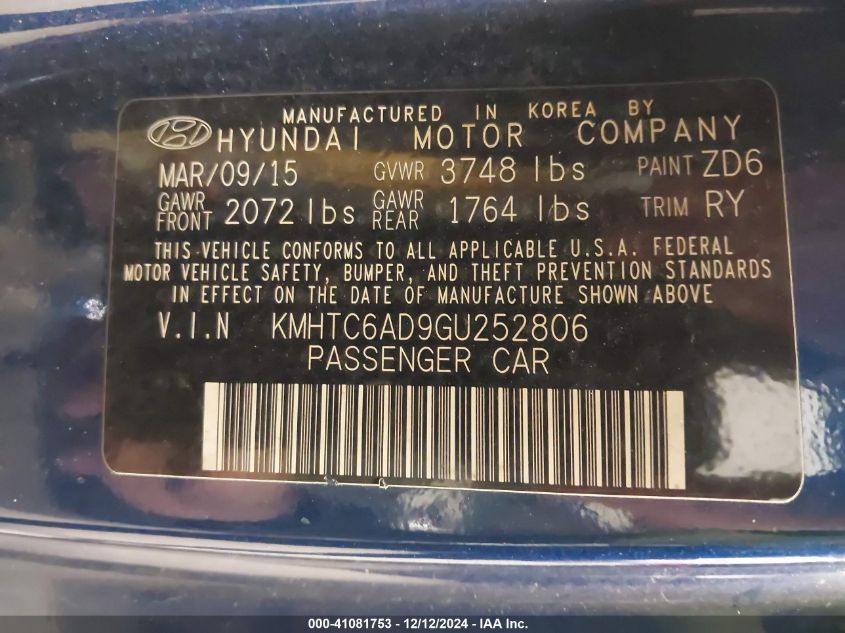 MANUFACTURED IN KOREA BY
HYUNDAI MOTOR COMPANY
MAR/09/15 GVWR 3748 lbs PAINT ZD6
GAWR FRONT 2072 lbs GAWR REAR 1764 lbs TRIM RY
THIS VEHICLE CONFORMS TO ALL APPLICABLE U.S.A. FEDERAL
MOTOR VEHICLE SAFETY, BUMPER, AND THEFT PREVENTION STANDARDS
IN EFFECT ON THE DATE OF MANUFACTURE SHOWN ABOVE
V.I.N KMHTC6AD9GU252806
PASSENGER CAR
000-41081753 - 12/12/2024 - IAA Inc.